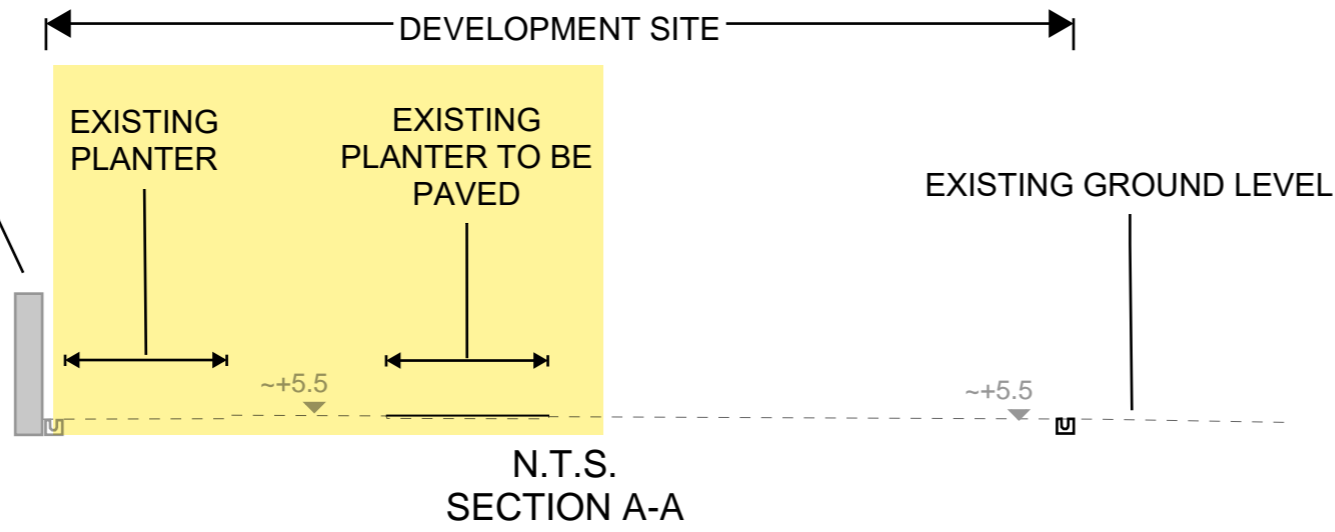 DEVELOPMENT SITE
EXISTING
PLANTER
EXISTING
PLANTER TO BE
PAVED
EXISTING GROUND LEVEL
~+5.5
~+5.5
N.T.S.
SECTION A-A